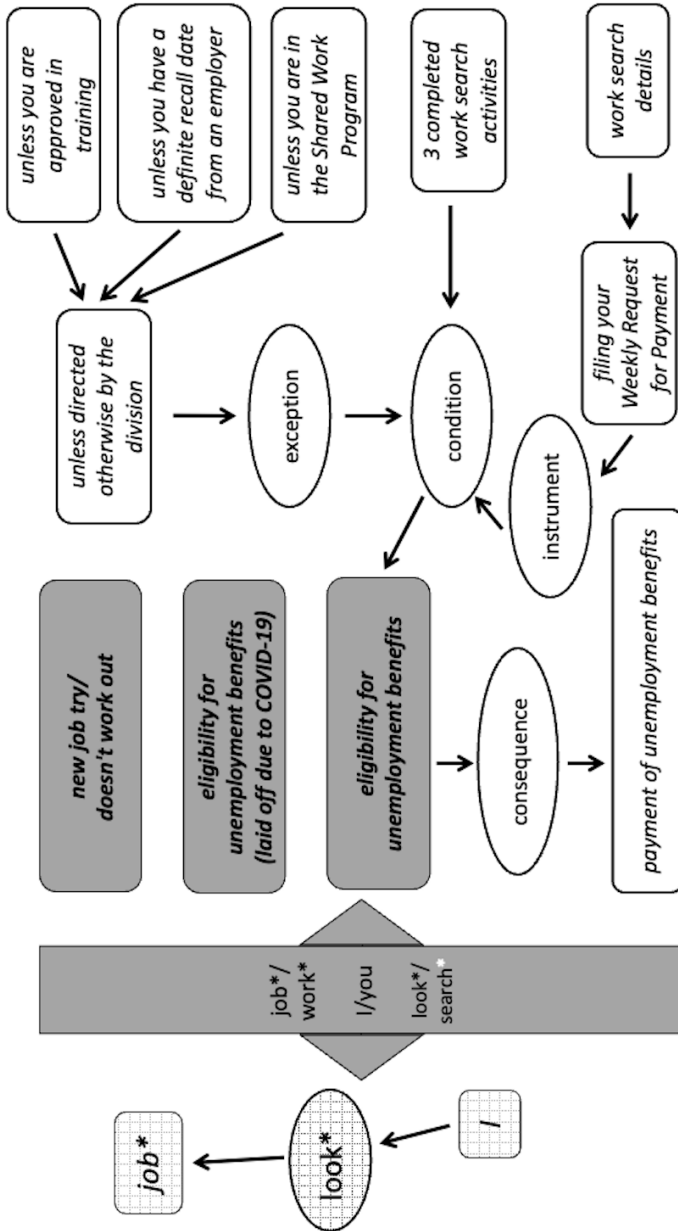 job*
look*
I
job*/
work*
I/you
look*/
search*
new job try/
doesn't work out
eligibility for
unemployment benefits
(laid off due to COVID-19)
eligibility for
unemployment benefits
consequence
payment of unemployment benefits
unless directed
otherwise by the
division
exception
condition
instrument
filing your
Weekly Request
for Payment
unless you are
approved in
training
unless you have a
definite recall date
from an employer
unless you are in
the Shared Work
Program
3 completed
work search
activities
work search
details